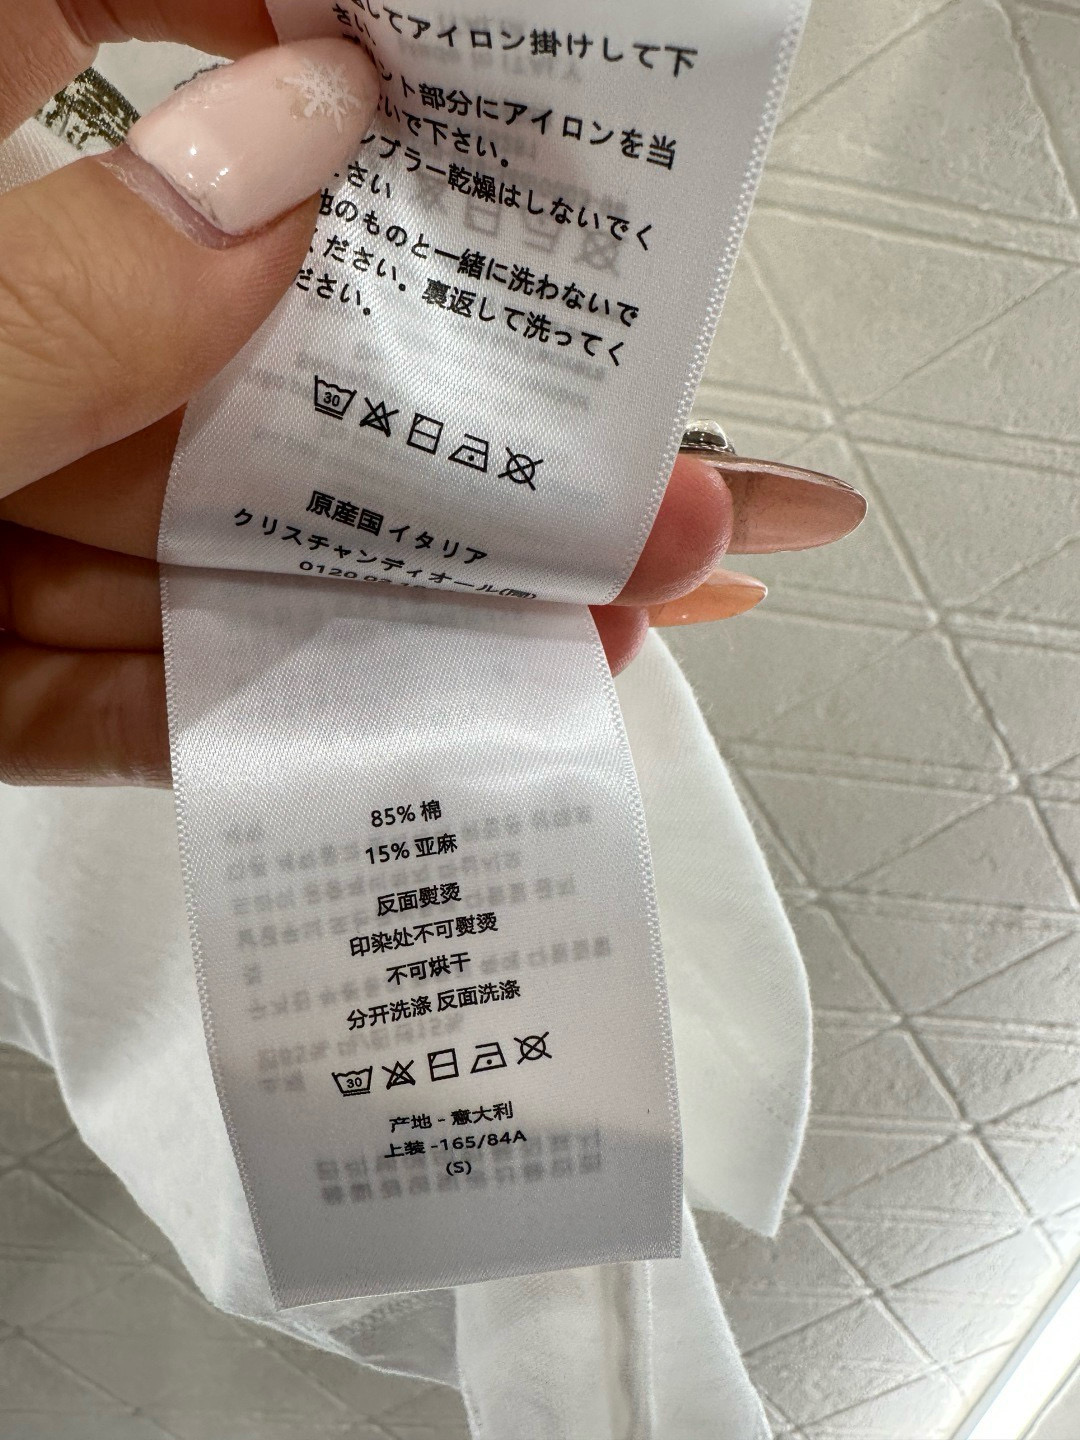 してアイロン掛けして下
さい、
ント部分にアイロンを当
いで下さい。
ンブラー乾燥はしないでく
さい
他のものと一緒に洗わないで
ください。裏返して洗ってく
ださい。
30
原産国 イタリア
クリスチャンディオール
0120 02
85% 棉
15% 亚麻
反面熨烫
印染处不可熨烫
不可烘干
分开洗涤 反面洗涤
30
产地 - 意大利
上装 -165/84A
(S)